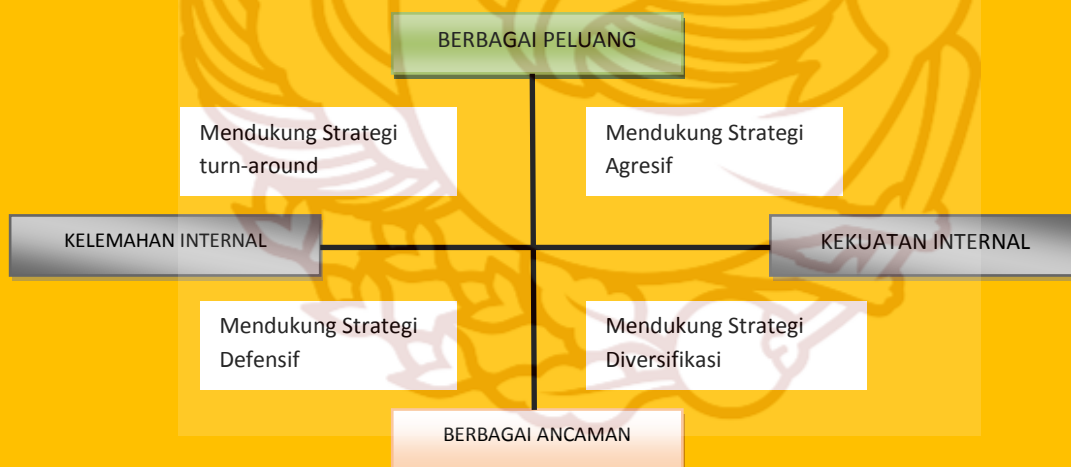 BERBAGAI PELUANG
Mendukung Strategi
turn-around
Mendukung Strategi
Agresif
KELEMAHAN INTERNAL
KEKUATAN INTERNAL
Mendukung Strategi
Defensif
Mendukung Strategi
Diversifikasi
BERBAGAI ANCAMAN